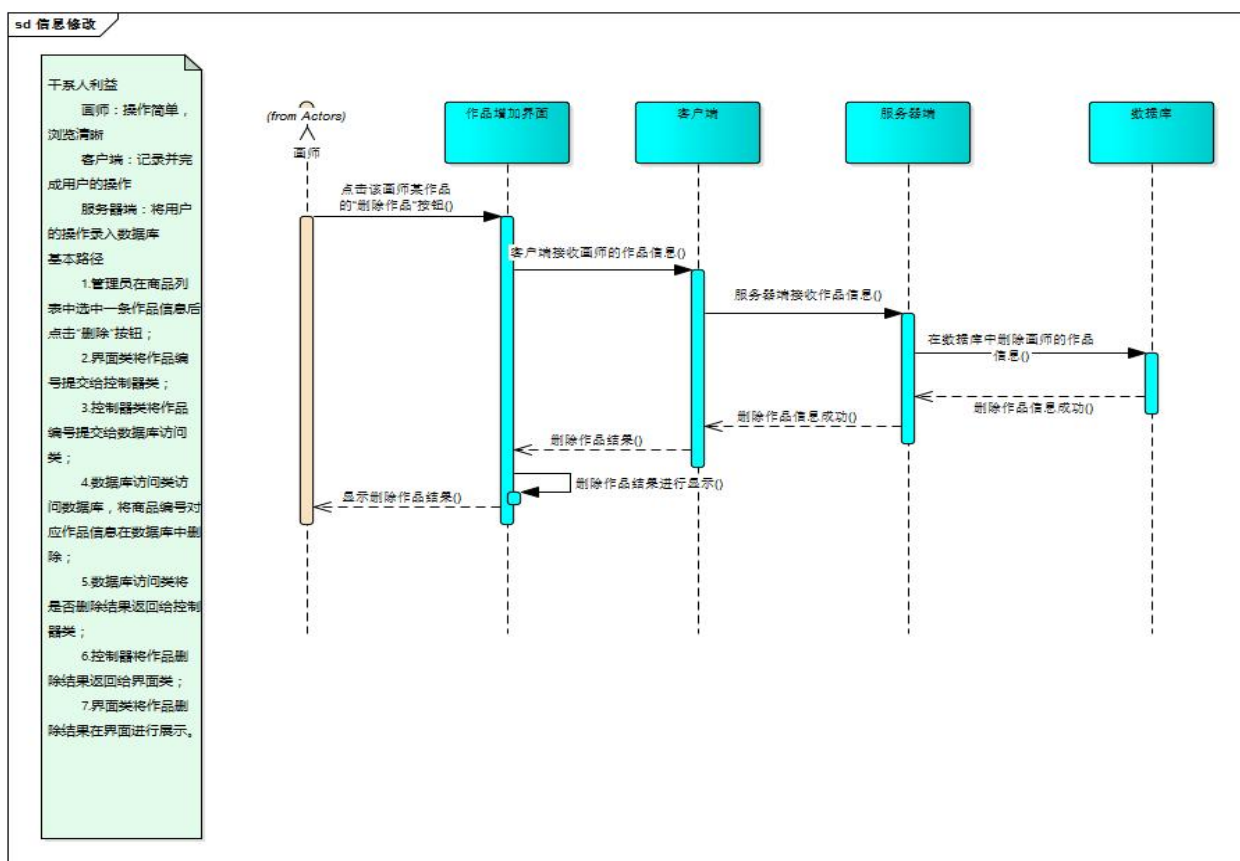 sd 信息修改
干系人利益
画师：操作简单，
浏览清晰
客户端：记录并完
成用户的操作
服务器端：将用户
的操作录入数据库
基本路径
1.管理员在商品列
表中选中一条作品信息后
点击“删除”按钮；
2.界面类将作品编
号提交给控制器类；
3.控制器类将作品
编号提交给数据库访问
类；
4.数据库访问类访
问数据库，将商品编号对
应作品信息在数据库中删
除；
5.数据库访问类将
是否删除结果返回给控制
器类；
6.控制器将作品删
除结果返回给界面类；
7.界面类将作品删
除结果在界面进行展示。
(from Actors)
画师
作品增加界面
客户端
服务器端
数据库
点击该画师某作品
的“删除作品”按钮()
客户端接收画师的作品信息()
服务器端接收作品信息()
在数据库中删除画师的作品
信息()
删除作品信息成功()
删除作品信息成功()
删除作品结果()
删除作品结果进行显示()
显示删除作品结果()